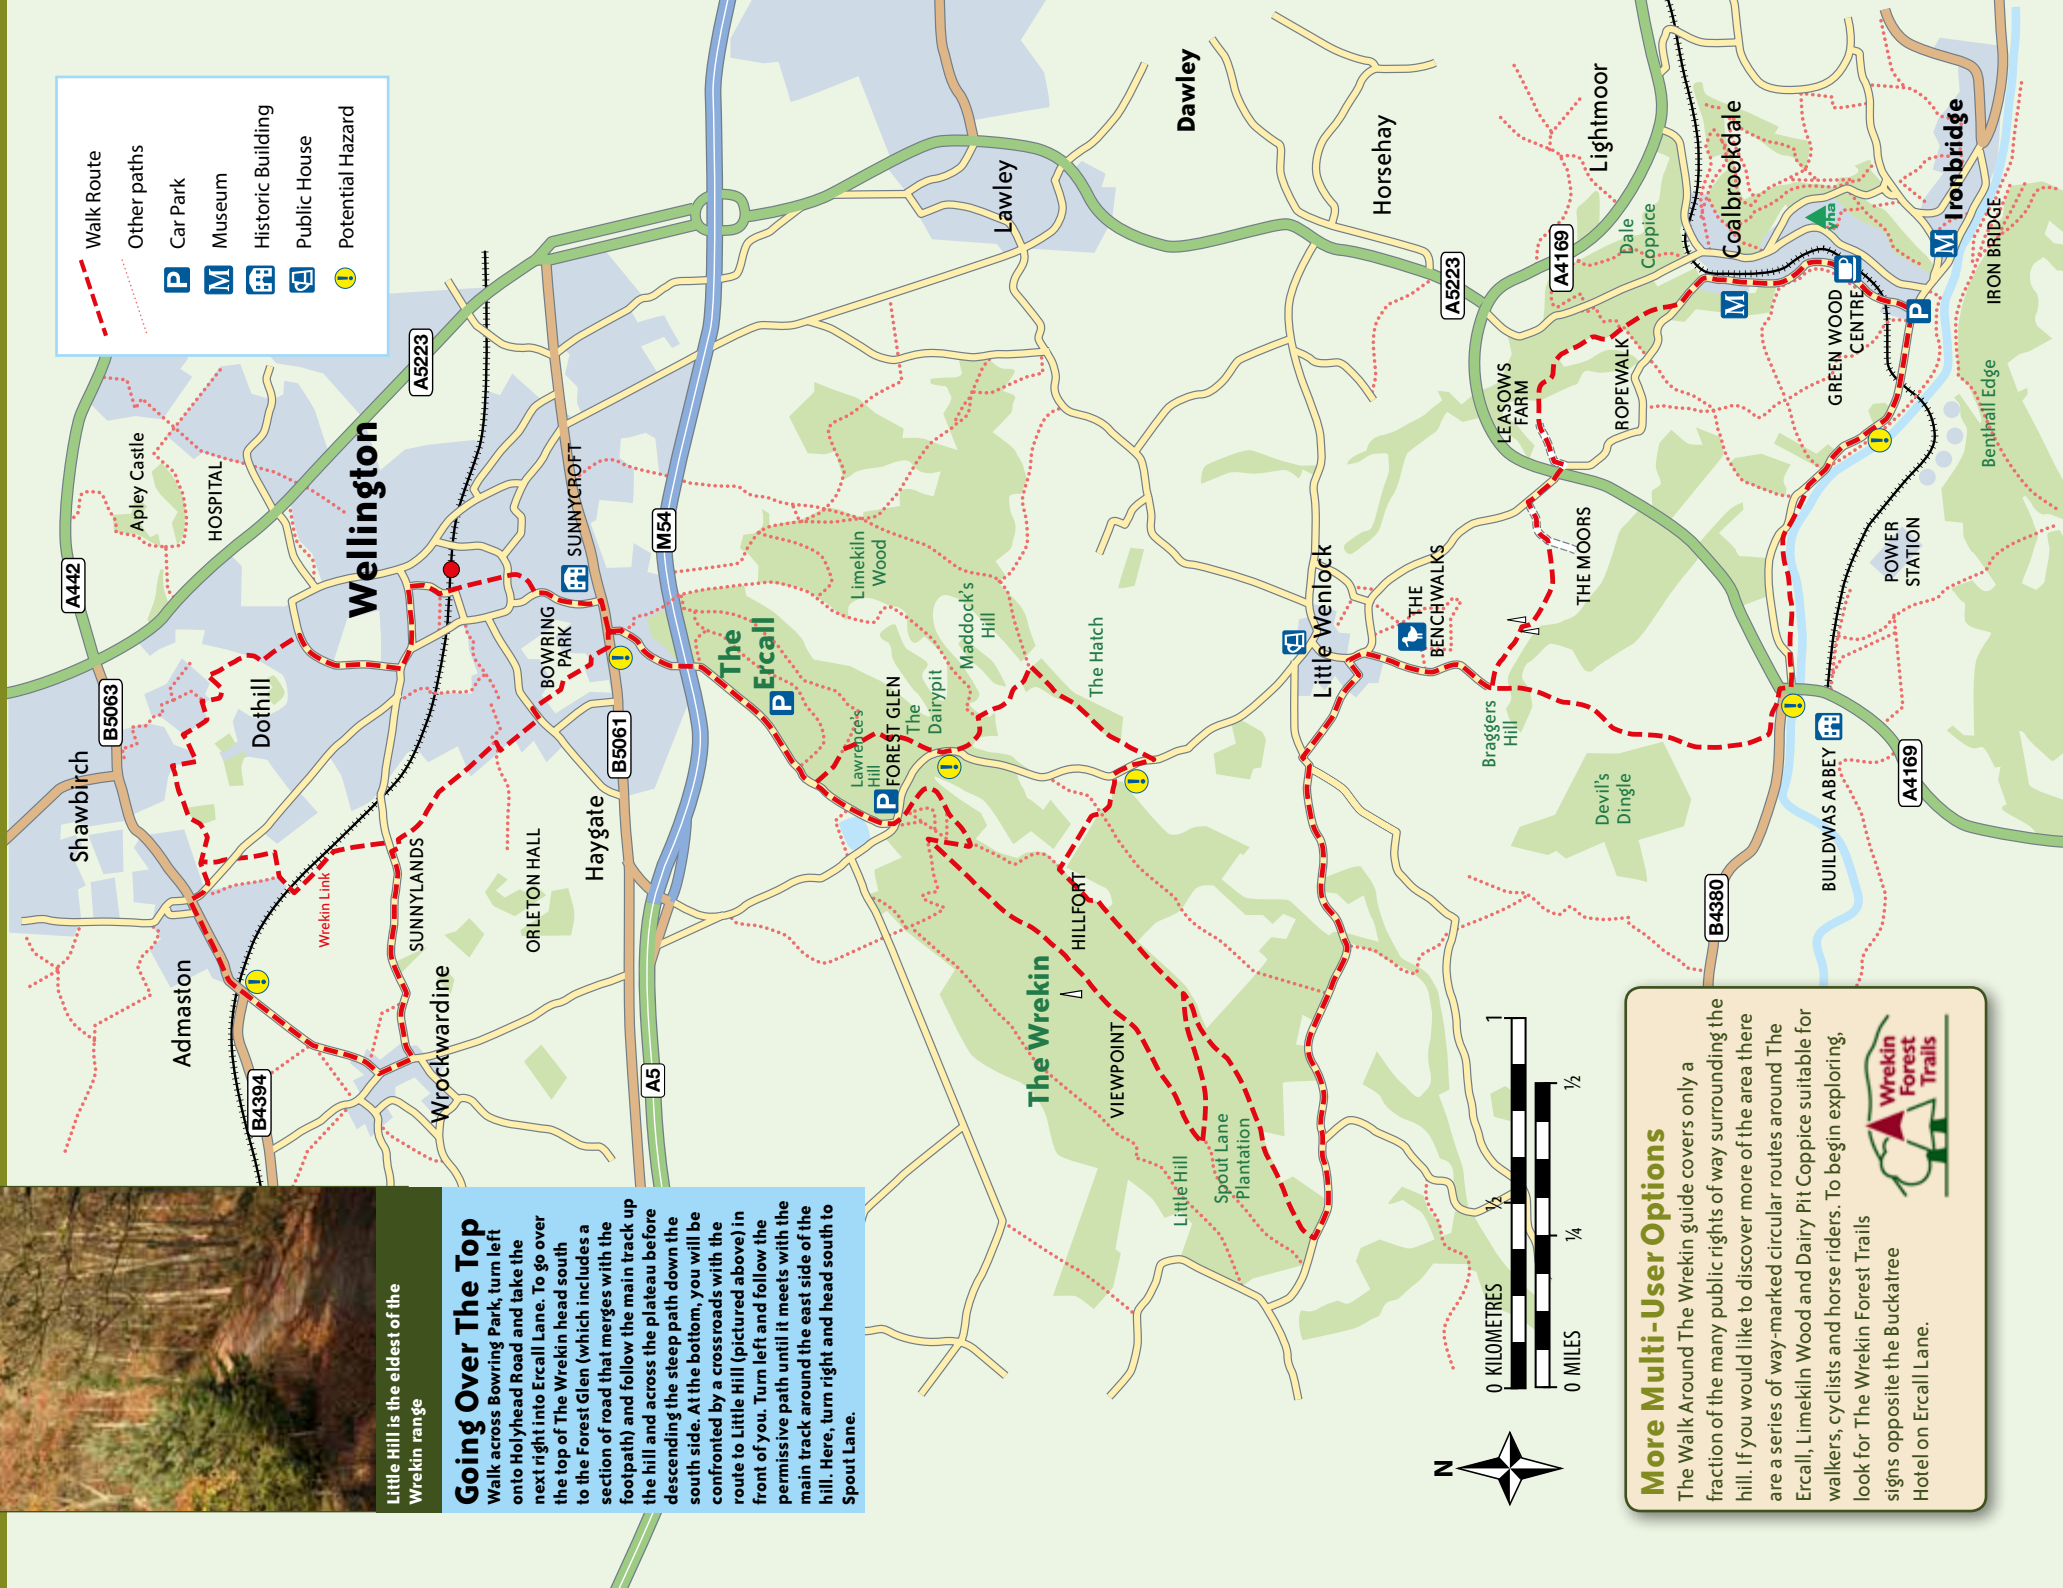 Walk Route
Other paths
Car Park
Museum
Historic Building
Public House
Potential Hazard
P
M
P
M
P
P
M
A442
A5223
B5063
B4394
B5061
M54
A5
A5223
A4169
A4169
B4380
Apley Castle
HOSPITAL
Wellington
Shawbirch
Dothill
Admaston
Wrekin Link
SUNNYLANDS
ORLETON HALL
Wrockwardine
Haygate
BOWRING
PARK
SUNNYCROFT
The
Ercall
Lawrence's
Hill
FOREST GLEN
The
Dairypit
Limekiln
Wood
Maddock's
Hill
The Hatch
HILLFORT
The Wrekin
VIEWPOINT
Little Hill
Spout Lane
Plantation
Lawley
Dawley
Horsehay
Lightmoor
Dale
Coppice
Coalbrookdale
yha
Ironbridge
IRON BRIDGE
GREEN WOOD
CENTRE
LEASOWS
FARM
ROPEWALK
Benthall Edge
POWER
STATION
THE MOORS
THE
BENCHWALKS
Little Wenlock
Braggers
Hill
Devil's
Dingle
BUILDWAS ABBEY
0 KILOMETRES
½
1
0 MILES
¼
½
N
Little Hill is the eldest of the
Wrekin range
Going Over The Top
Walk across Bowring Park, turn left
onto Holyhead Road and take the
next right into Ercall Lane. To go over
the top of The Wrekin head south
to the Forest Glen (which includes a
section of road that merges with the
footpath) and follow the main track up
the hill and across the plateau before
descending the steep path down the
south side. At the bottom, you will be
confronted by a crossroads with the
route to Little Hill (pictured above) in
front of you. Turn left and follow the
permissive path until it meets with the
main track around the east side of the
hill. Here, turn right and head south to
Spout Lane.
More Multi-User Options
The Walk Around The Wrekin guide covers only a
fraction of the many public rights of way surrounding the
hill. If you would like to discover more of the area there
are a series of way-marked circular routes around The
Ercall, Limekiln Wood and Dairy Pit Coppice suitable for
walkers, cyclists and horse riders. To begin exploring,
look for The Wrekin Forest Trails
signs opposite the Buckatree
Hotel on Ercall Lane.
Wrekin
Forest
Trails